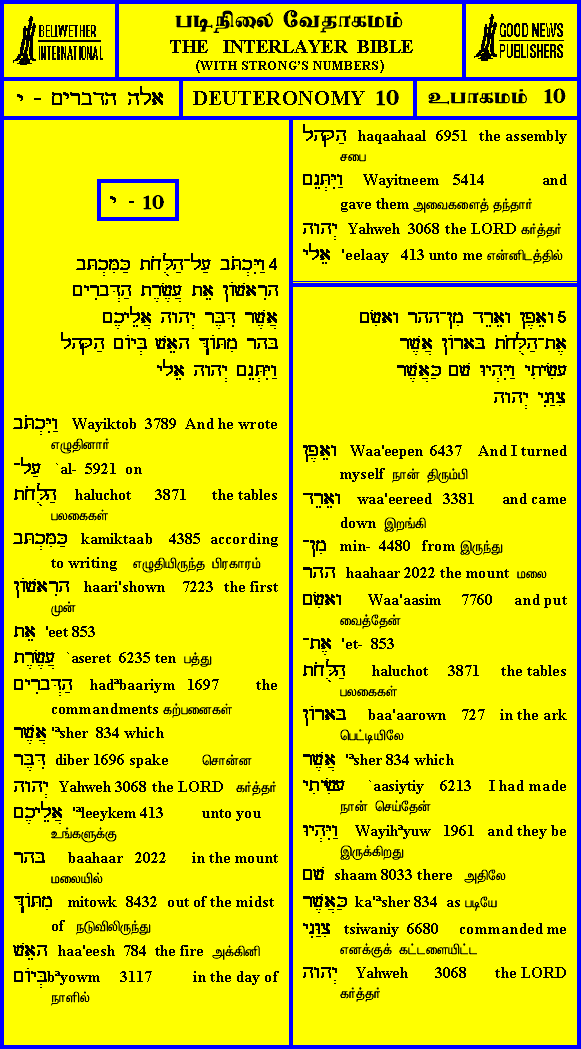 BELIWETHER
INTERNATIONAL
படிநிலை வேதாகமம்
THE INTERLAYER BIBLE
(WITH STRONG'S NUMBERS)
GOOD NEWS
PUBLISHERS
אלה הדברים - י
DEUTERONOMY 10
உபாகமம் 10
10 - י
4 וַיִּכְתֹּב עַל־הַלֻּחֹת כַּמִּכְתָּב
הָרִאשׁוֹן אֵת עֲשֶׂרֶת הַדְּבָרִים
אֲשֶׁר דִּבֶּר יְהוָה אֲלֵיכֶם
בָּהָר מִתּוֹךְ הָאֵשׁ בְּיוֹם הַקָּהָל
וַיִּתְּנֵם יְהוָה אֵלָי
וַיִּכְתֹּב Wayiktob 3789 And he wrote
எழுதினார்
עַל־ `al- 5921 on
הַלֻּחֹת haluchot 3871 the tables
பலகைகள்
כַּמִּכְתָּב kamiktaab 4385 according
to writing எழுதியிருந்த பிரகாரம்
הָרִאשׁוֹן haari'shown 7223 the first
முன்
אֵת 'eet 853
עֲשֶׂרֶת `aseret 6235 ten பத்து
הַדְּבָרִים hadªbaariym 1697 the
commandments கற்பனைகள்
אֲשֶׁר 'ªsher 834 which
דִּבֶּר diber 1696 spake சொன்ன
יְהוָה Yahweh 3068 the LORD கர்த்தர்
אֲלֵיכֶם 'ªleeykem 413 unto you
உங்களுக்கு
בָּהָר baahaar 2022 in the mount
மலையில்
מִתּוֹךְ mitowk 8432 out of the midst
of நடுவிலிருந்து
הָאֵשׁ haa'eesh 784 the fire அக்கினி
בְּיוֹם bªyowm 3117 in the day of
நாளில்
הַקָּהָל haqaahaal 6951 the assembly
சபை
וַיִּתְּנֵם Wayitneem 5414 and
gave them அவைகளைத் தந்தார்
יְהוָה Yahweh 3068 the LORD கர்த்தர்
אֵלָי 'eelaay 413 unto me என்னிடத்தில்
5 וָאֵפֶן וָאֵרֵד מִן־הָהָר וָאָשִׂם
אֶת־הַלֻּחֹת בָּאָרוֹן אֲשֶׁר
עָשִׂיתִי וַיִּהְיוּ שָׁם כַּאֲשֶׁר
צִוַּנִי יְהוָה
וָאֵפֶן Waa'eepen 6437 And I turned
myself நான் திரும்பி
וָאֵרֵד waa'eereed 3381 and came
down இறங்கி
מִן־ min- 4480 from இருந்து
הָהָר haahaar 2022 the mount மலை
וָאָשִׂם Waa'aasim 7760 and put
வைத்தேன்
אֶת־ 'et- 853
הַלֻּחֹת haluchot 3871 the tables
பலகைகள்
בָּאָרוֹן baa'aarown 727 in the ark
பெட்டியிலே
אֲשֶׁר 'ªsher 834 which
עָשִׂיתִי `aasiytiy 6213 I had made
நான் செய்தேன்
וַיִּהְיוּ Wayihªyuw 1961 and they be
இருக்கிறது
שָׁם shaam 8033 there அதிலே
כַּאֲשֶׁר ka'ªsher 834 as படியே
צִוַּנִי tsiwaniy 6680 commanded me
எனக்குக் கட்டளையிட்ட
יְהוָה Yahweh 3068 the LORD
கர்த்தர்